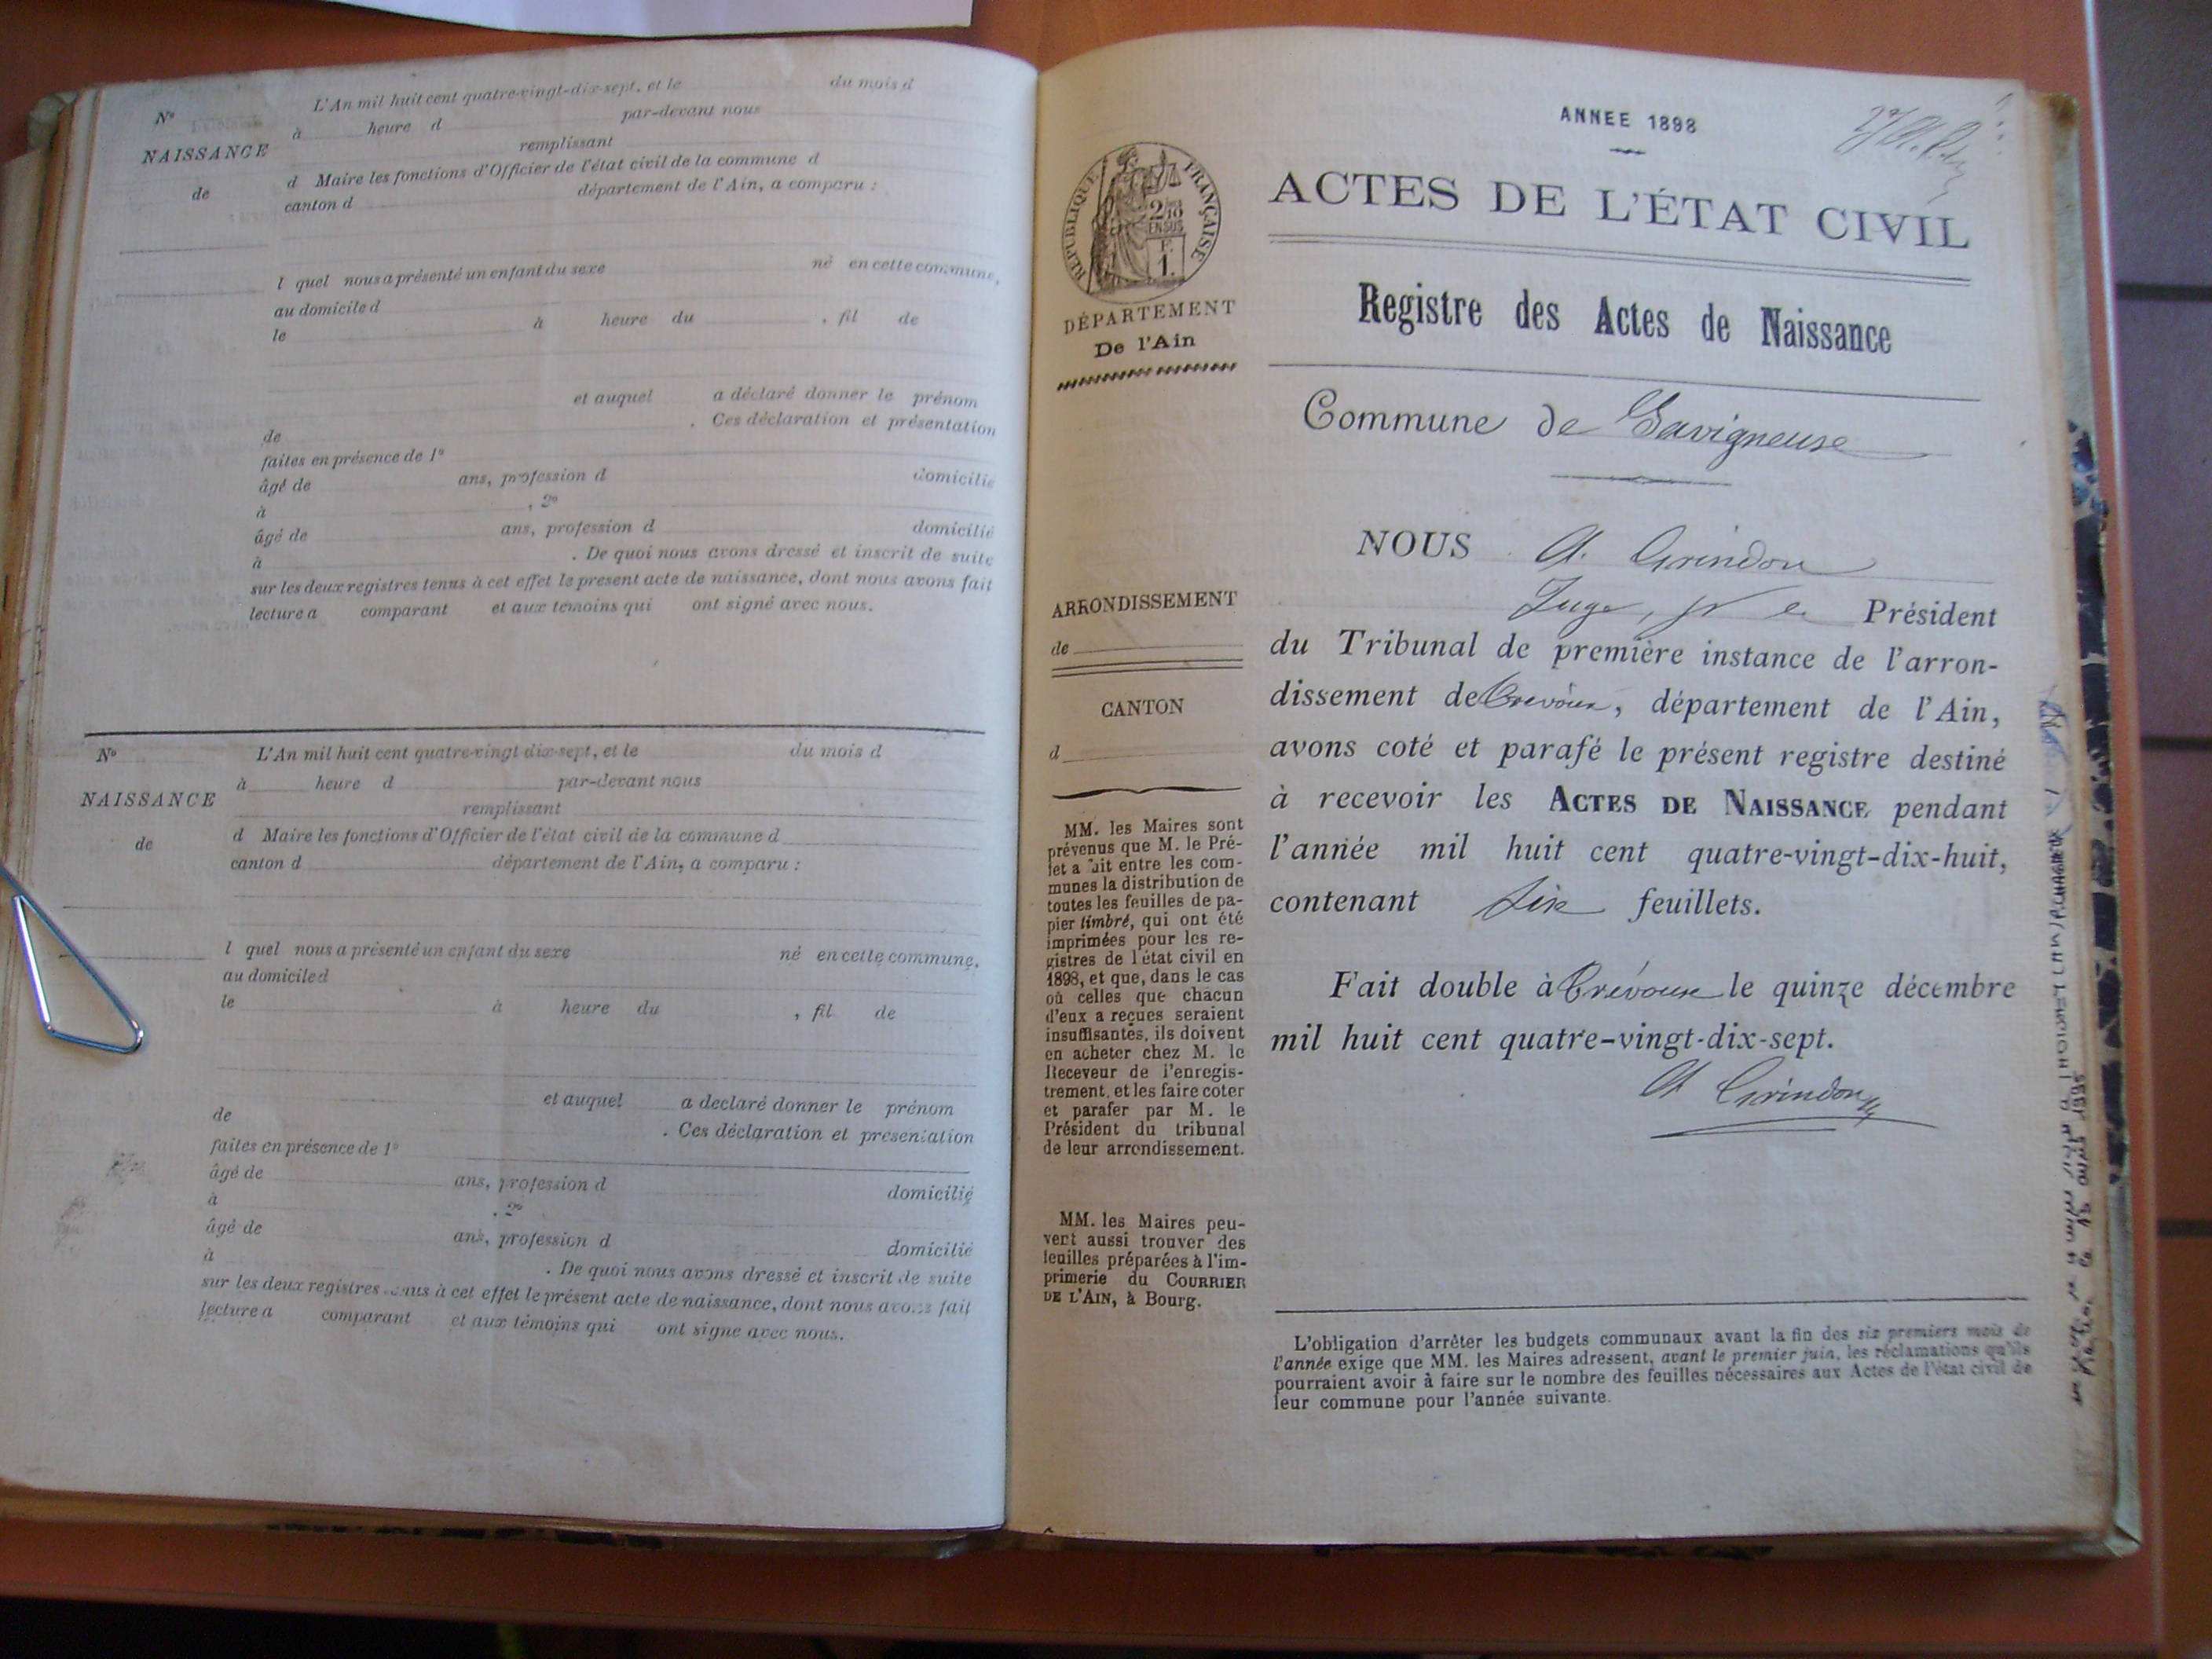 L'An mil huit cent quatre-vingt-dix-sept, et le du mois d
N°
à heure d par-devant nous
NAISSANCE
remplissant
de
d Maire les fonctions d'Officier de l'état civil de la commune d
canton d département de l'Ain, a comparu :
l quel nous a présenté un enfant du sexe né en cette commune,
au domicile d
le à heure du , fil de
et auquel a déclaré donner le prénom
de . Ces déclaration et présentation
faites en présence de 1°
âgé de ans, profession d domicilié
à , 2°
âgé de ans, profession d domicilié
à . De quoi nous avons dressé et inscrit de suite
sur les deux registres tenus à cet effet le present acte de naissance, dont nous avons fait
lecture a comparant et aux témoins qui ont signé avec nous.
N° L'An mil huit cent quatre-vingt dix-sept, et le du mois d
à heure d par-devant nous
NAISSANCE
remplissant
de
d Maire les fonctions d'Officier de l'état civil de la commune d
canton d département de l'Ain, a comparu :
l quel nous a présenté un enfant du sexe né en cette commune,
au domicile d
le à heure du , fil de
et auquel a declaré donner le prénom
de . Ces déclaration et presentation
faites en présence de 1°
âgé de ans, profession d domicilié
à . 2°
âgé de ans, profession d domicilié
à . De quoi nous avons dressé et inscrit de suite
sur les deux registres tenus à cet effet le présent acte de naissance, dont nous avons fait
lecture a comparant et aux témoins qui ont signe avec nous.
ANNEE 1898
RÉPUBLIQUE FRANÇAISE
2/10
EN SUS
F.
1.
DÉPARTEMENT
De l'Ain
ACTES DE L'ÉTAT CIVIL
Registre des Actes de Naissance
Commune de Savigneux
NOUS A. Grindon
Juge, Président
du Tribunal de première instance de l'arron-
dissement de Trévoux, département de l'Ain,
avons coté et parafé le présent registre destiné
à recevoir les ACTES DE NAISSANCE pendant
l'année mil huit cent quatre-vingt-dix-huit,
contenant six feuillets.
Fait double à Trévoux le quinze décembre
mil huit cent quatre-vingt-dix-sept.
A Grindon
ARRONDISSEMENT
de
CANTON
d
MM. les Maires sont
prévenus que M. le Pré-
fet a fait entre les com-
munes la distribution de
toutes les feuilles de pa-
pier timbré, qui ont été
imprimées pour les re-
gistres de l'état civil en
1898, et que, dans le cas
où celles que chacun
d'eux a reçues seraient
insuffisantes, ils doivent
en acheter chez M. le
Receveur de l'enregis-
trement, et les faire coter
et parafer par M. le
Président du tribunal
de leur arrondissement.
MM. les Maires peu-
vent aussi trouver des
feuilles préparées à l'im-
primerie du COURRIER
DE L'AIN, à Bourg.
L'obligation d'arrêter les budgets communaux avant la fin des six premiers mois de
l'année exige que MM. les Maires adressent, avant le premier juin, les réclamations qu'ils
pourraient avoir à faire sur le nombre des feuilles nécessaires aux Actes de l'état civil de
leur commune pour l'année suivante.